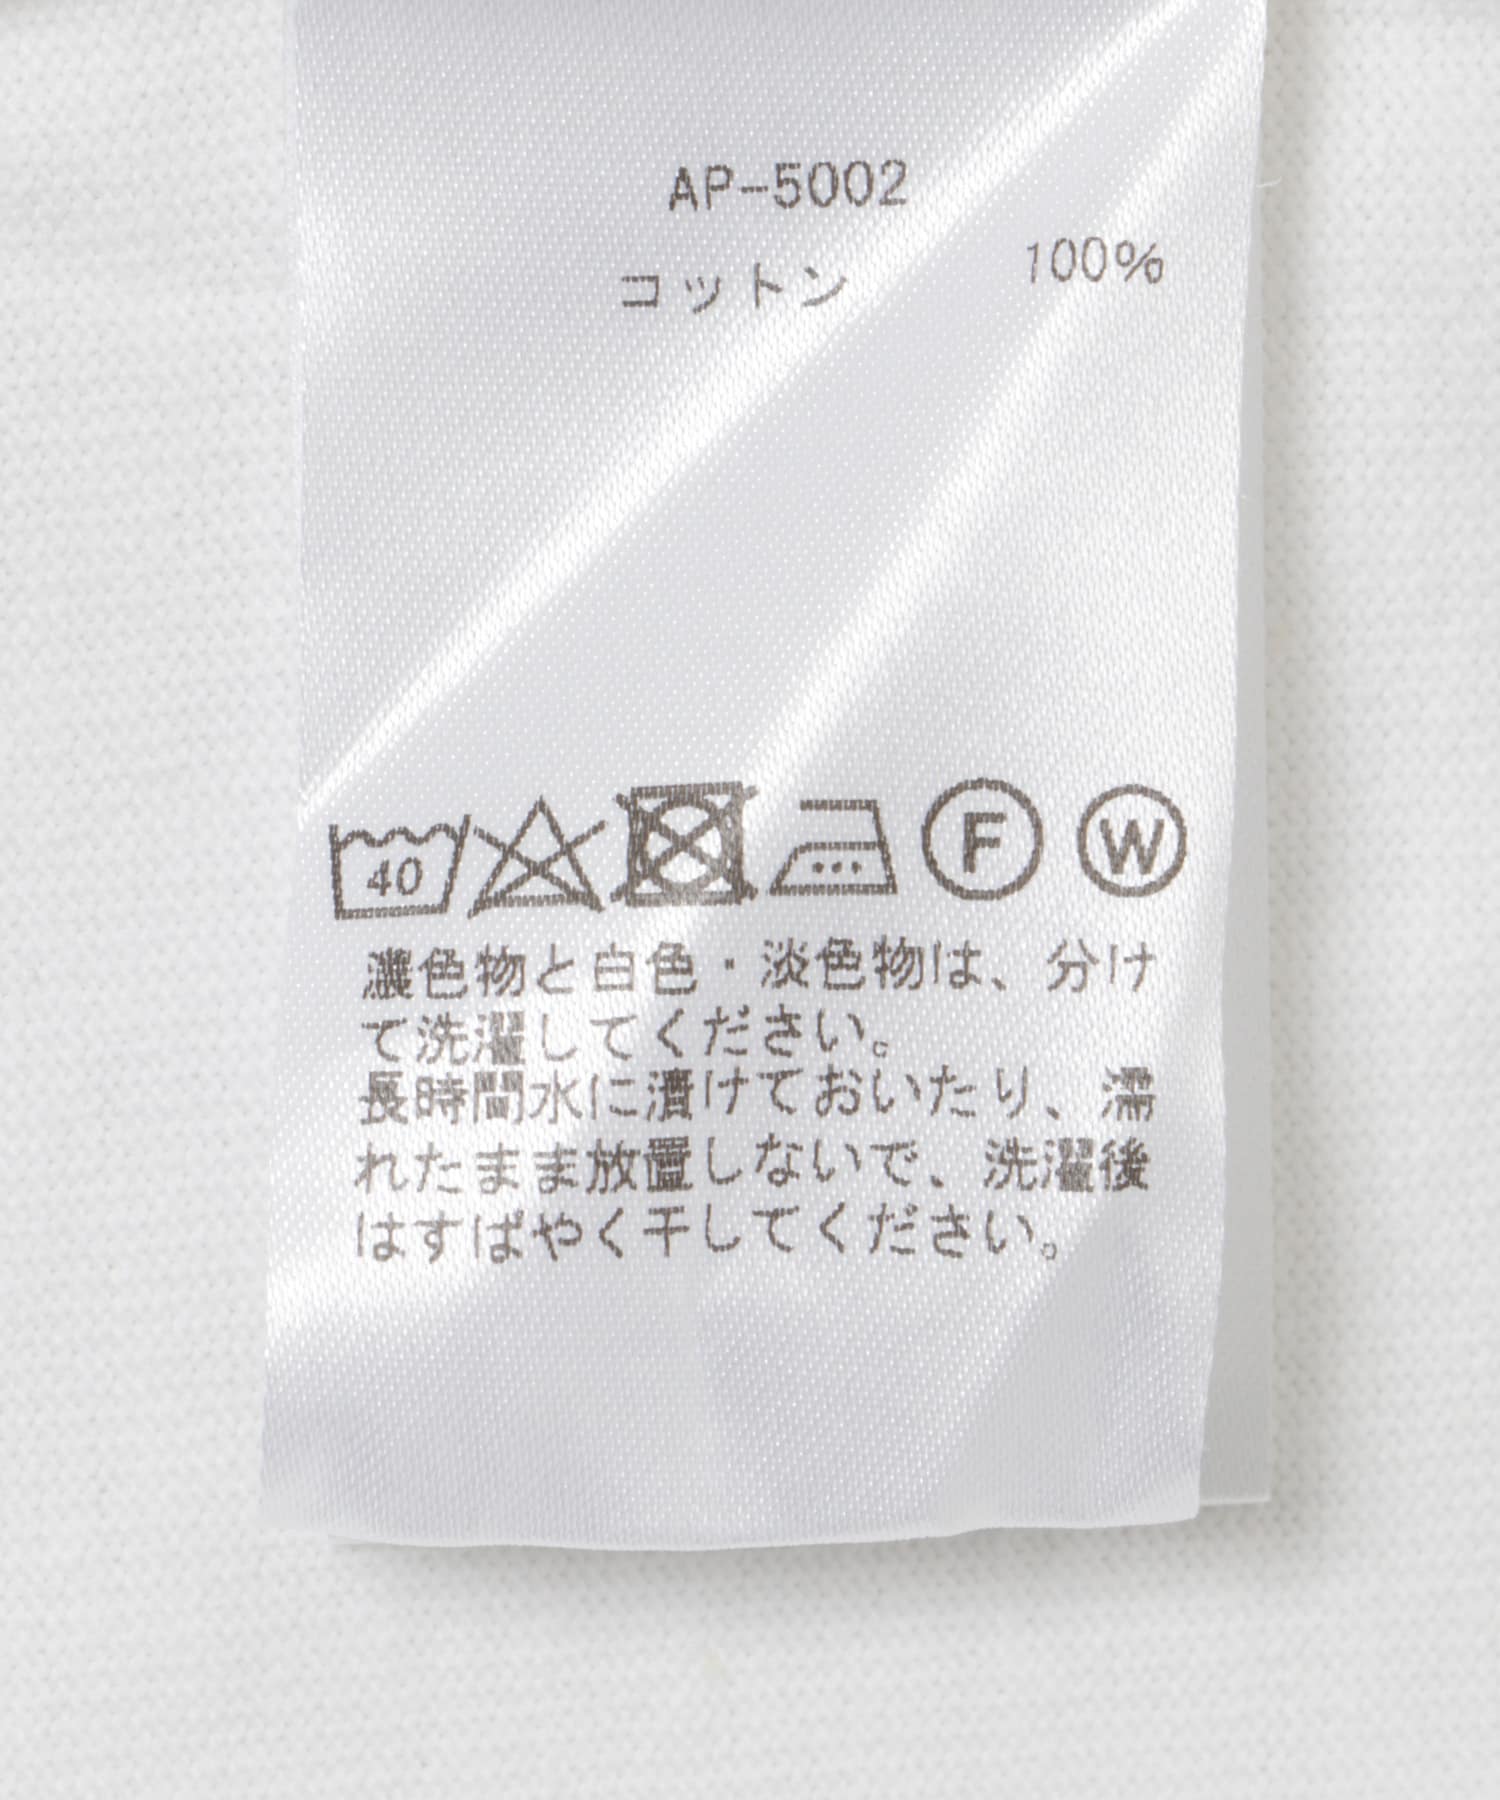 AP-5002
コットン 100%
40 F W
濃色物と白色・淡色物は、分け
て洗濯してください。
長時間水に漬けておいたり、濡
れたまま放置しないで、洗濯後
はすばやく干してください。